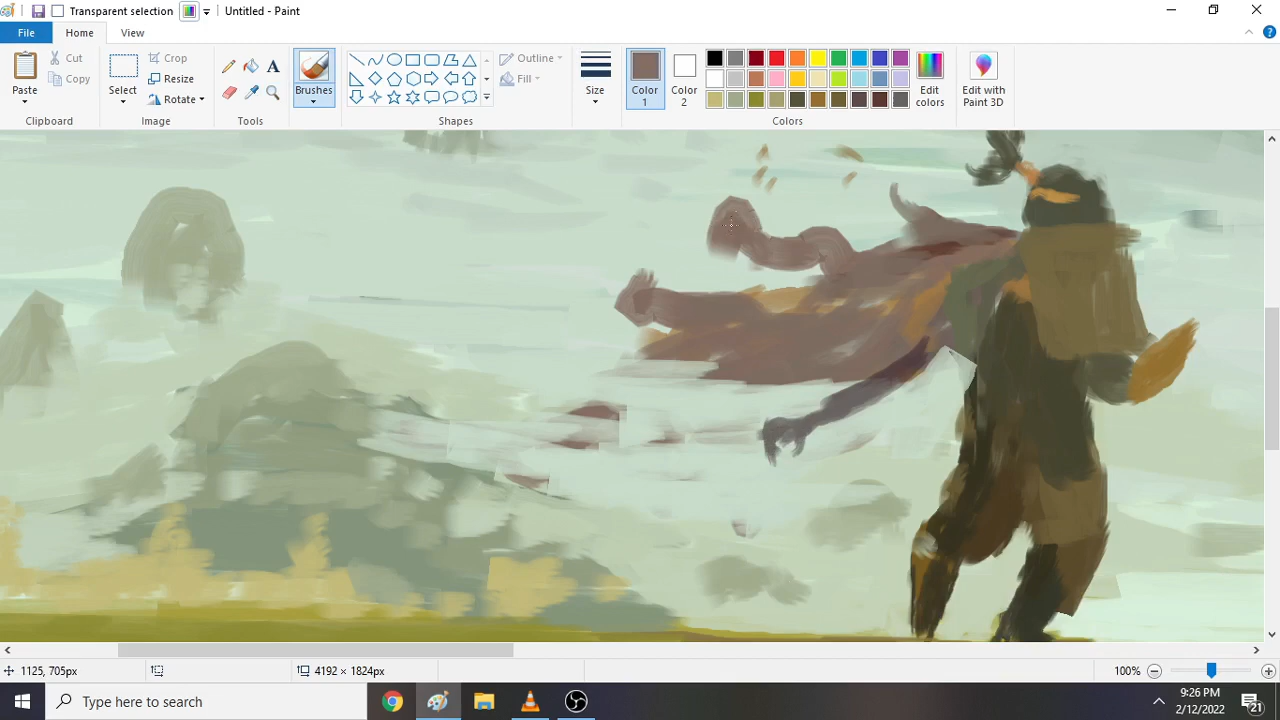 Transparent selection
Untitled - Paint
File
Home
View
Paste
Cut
Copy
Clipboard
Select
Crop
Resize
Rotate
Image
A
Tools
Brushes
Outline
Fill
Shapes
Size
Color
1
Color
2
Edit
colors
Colors
Edit with
Paint 3D
1125, 705px
4192 × 1824px
100%
Type here to search
9:26 PM
2/12/2022
21